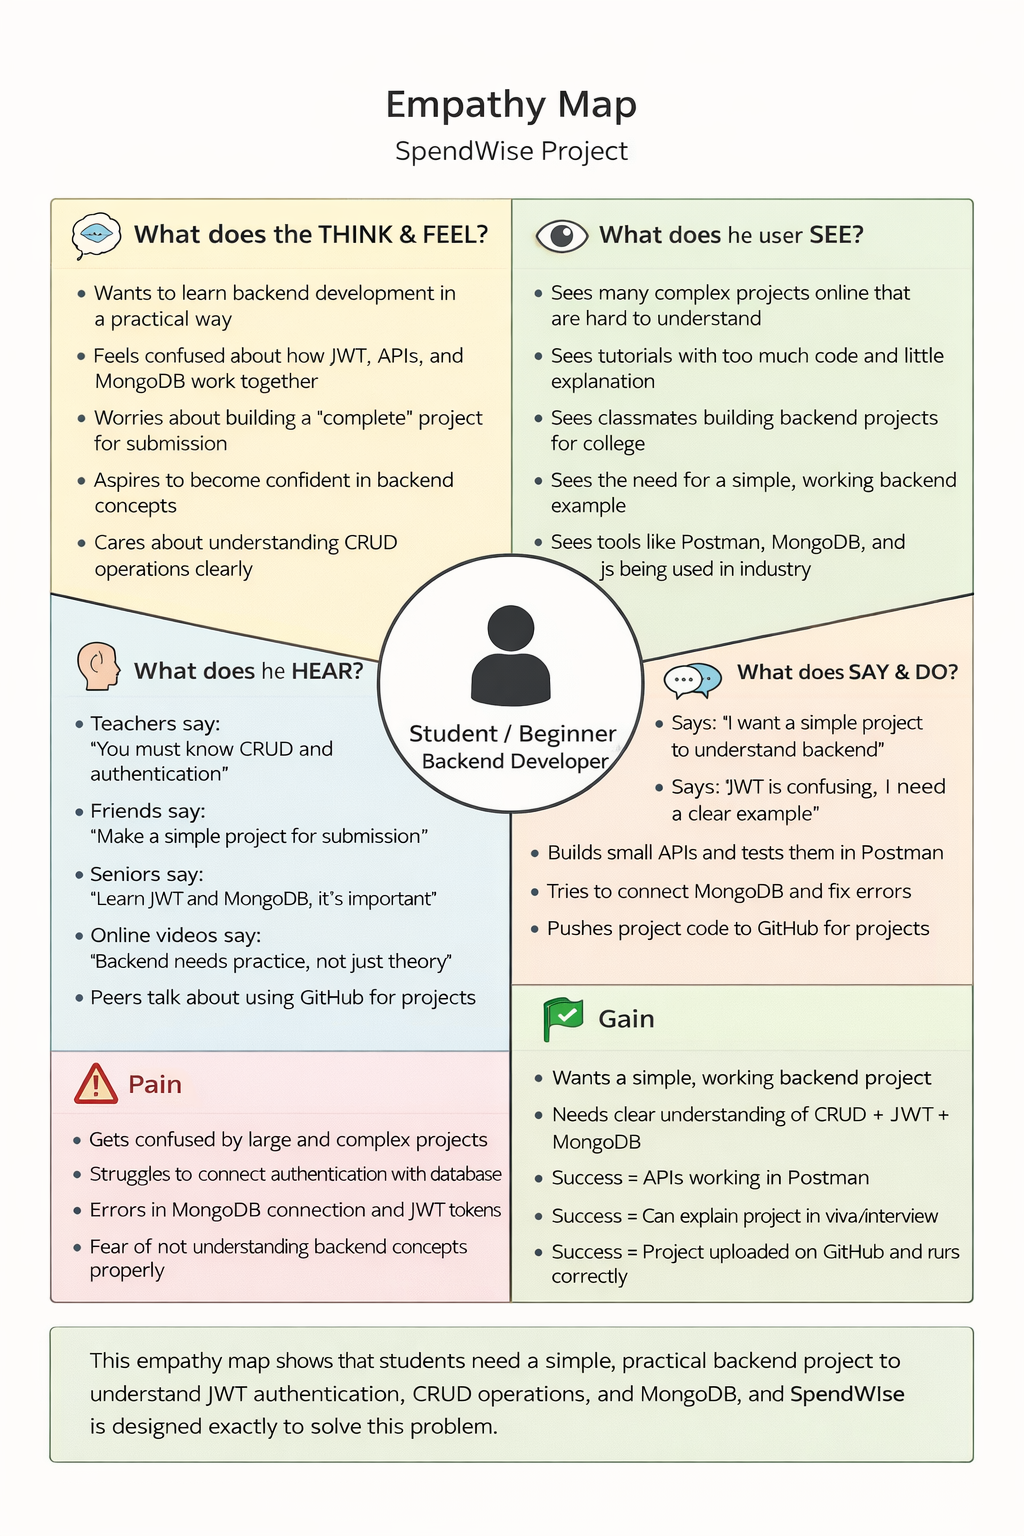 Empathy Map
SpendWise Project
What does the THINK & FEEL?
• Wants to learn backend development in
a practical way
• Feels confused about how JWT, APIs, and
MongoDB work together
• Worries about building a "complete" project
for submission
• Aspires to become confident in backend
concepts
• Cares about understanding CRUD
operations clearly
What does he user SEE?
• Sees many complex projects online that
are hard to understand
• Sees tutorials with too much code and little
explanation
• Sees classmates building backend projects
for college
• Sees the need for a simple, working backend
example
• Sees tools like Postman, MongoDB, and
js being used in industry
Student / Beginner
Backend Developer
What does he HEAR?
• Teachers say:
"You must know CRUD and
authentication"
• Friends say:
"Make a simple project for submission"
• Seniors say:
"Learn JWT and MongoDB, it's important"
• Online videos say:
"Backend needs practice, not just theory"
• Peers talk about using GitHub for projects
What does SAY & DO?
• Says: "I want a simple project
to understand backend"
• Says: "JWT is confusing, I need
a clear example"
• Builds small APIs and tests them in Postman
• Tries to connect MongoDB and fix errors
• Pushes project code to GitHub for projects
Pain
• Gets confused by large and complex projects
• Struggles to connect authentication with database
• Errors in MongoDB connection and JWT tokens
• Fear of not understanding backend concepts
properly
Gain
• Wants a simple, working backend project
• Needs clear understanding of CRUD + JWT +
MongoDB
• Success = APIs working in Postman
• Success = Can explain project in viva/interview
• Success = Project uploaded on GitHub and rurs
correctly
This empathy map shows that students need a simple, practical backend project to
understand JWT authentication, CRUD operations, and MongoDB, and SpendWIse
is designed exactly to solve this problem.